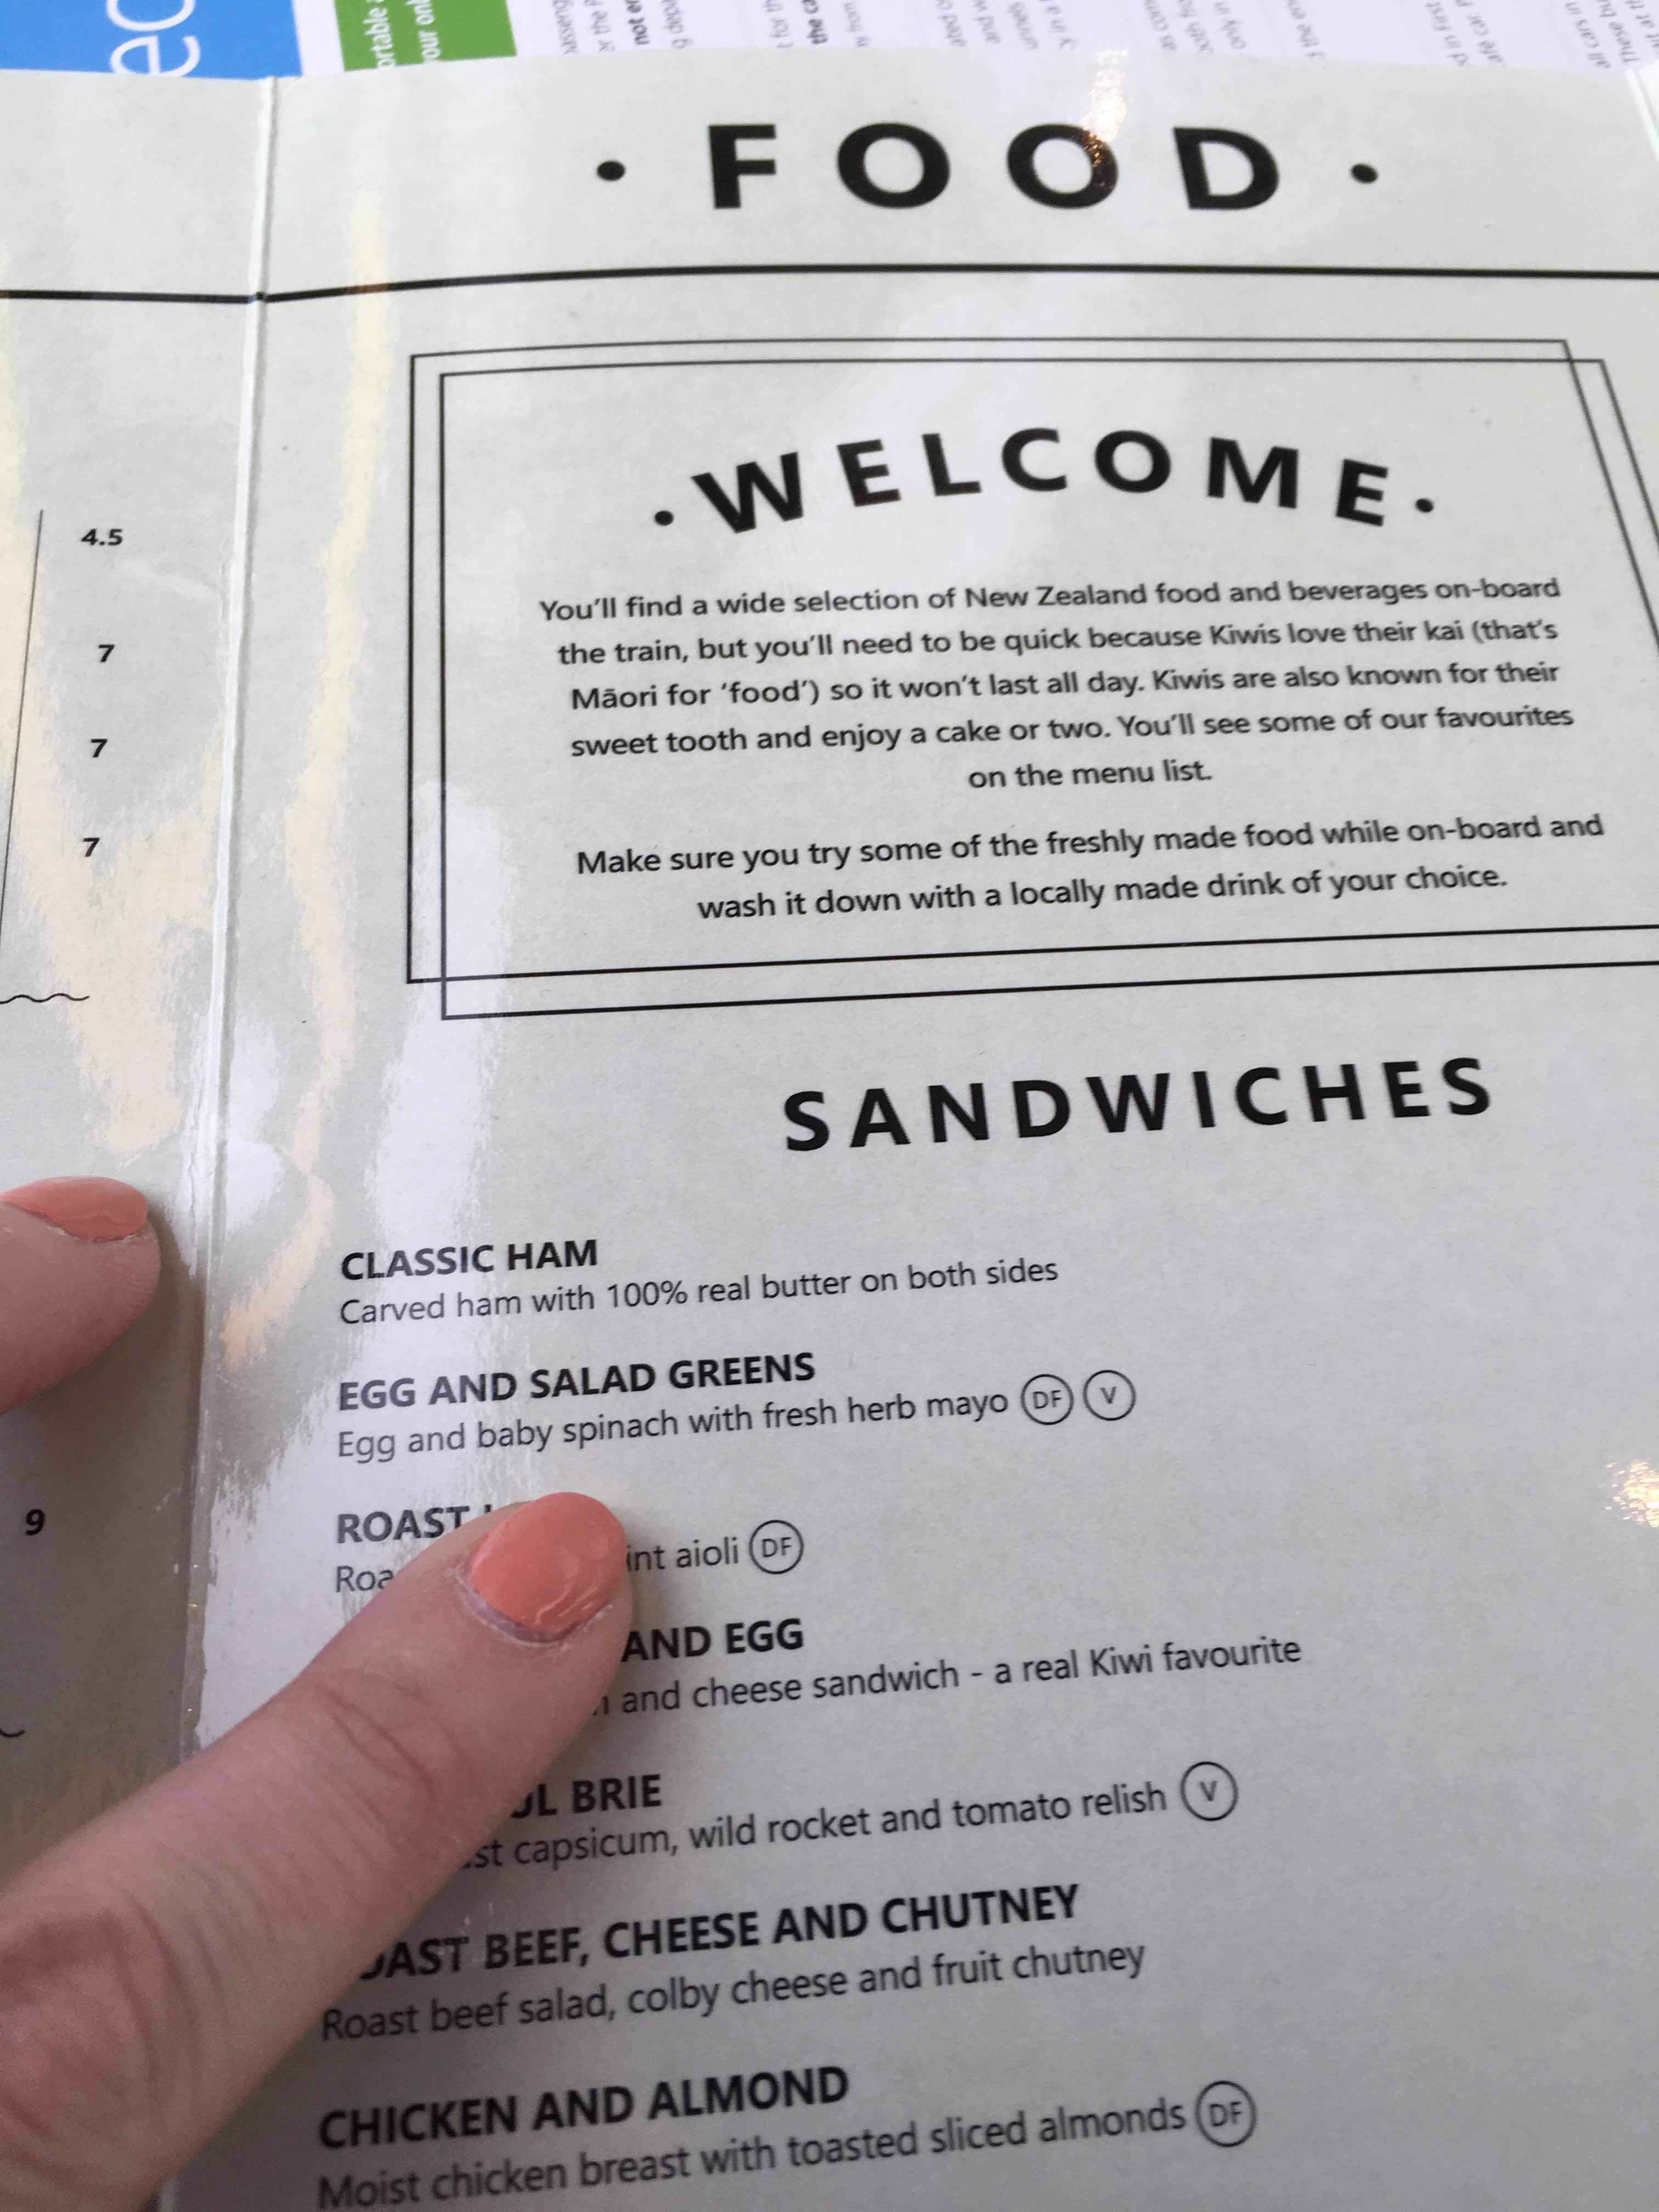 · FOOD ·
· WELCOME ·
You'll find a wide selection of New Zealand food and beverages on-board
the train, but you'll need to be quick because Kiwis love their kai (that's
Māori for 'food') so it won't last all day. Kiwis are also known for their
sweet tooth and enjoy a cake or two. You'll see some of our favourites
on the menu list.
Make sure you try some of the freshly made food while on-board and
wash it down with a locally made drink of your choice.
4.5
7
7
7
9
SANDWICHES
CLASSIC HAM
Carved ham with 100% real butter on both sides
EGG AND SALAD GREENS
Egg and baby spinach with fresh herb mayo DF V
ROAST
aioli DF
AND EGG
and cheese sandwich - a real Kiwi favourite
BRIE
capsicum, wild rocket and tomato relish V
BEEF, CHEESE AND CHUTNEY
Roast beef salad, colby cheese and fruit chutney
CHICKEN AND ALMOND
Moist chicken breast with toasted sliced almonds DF